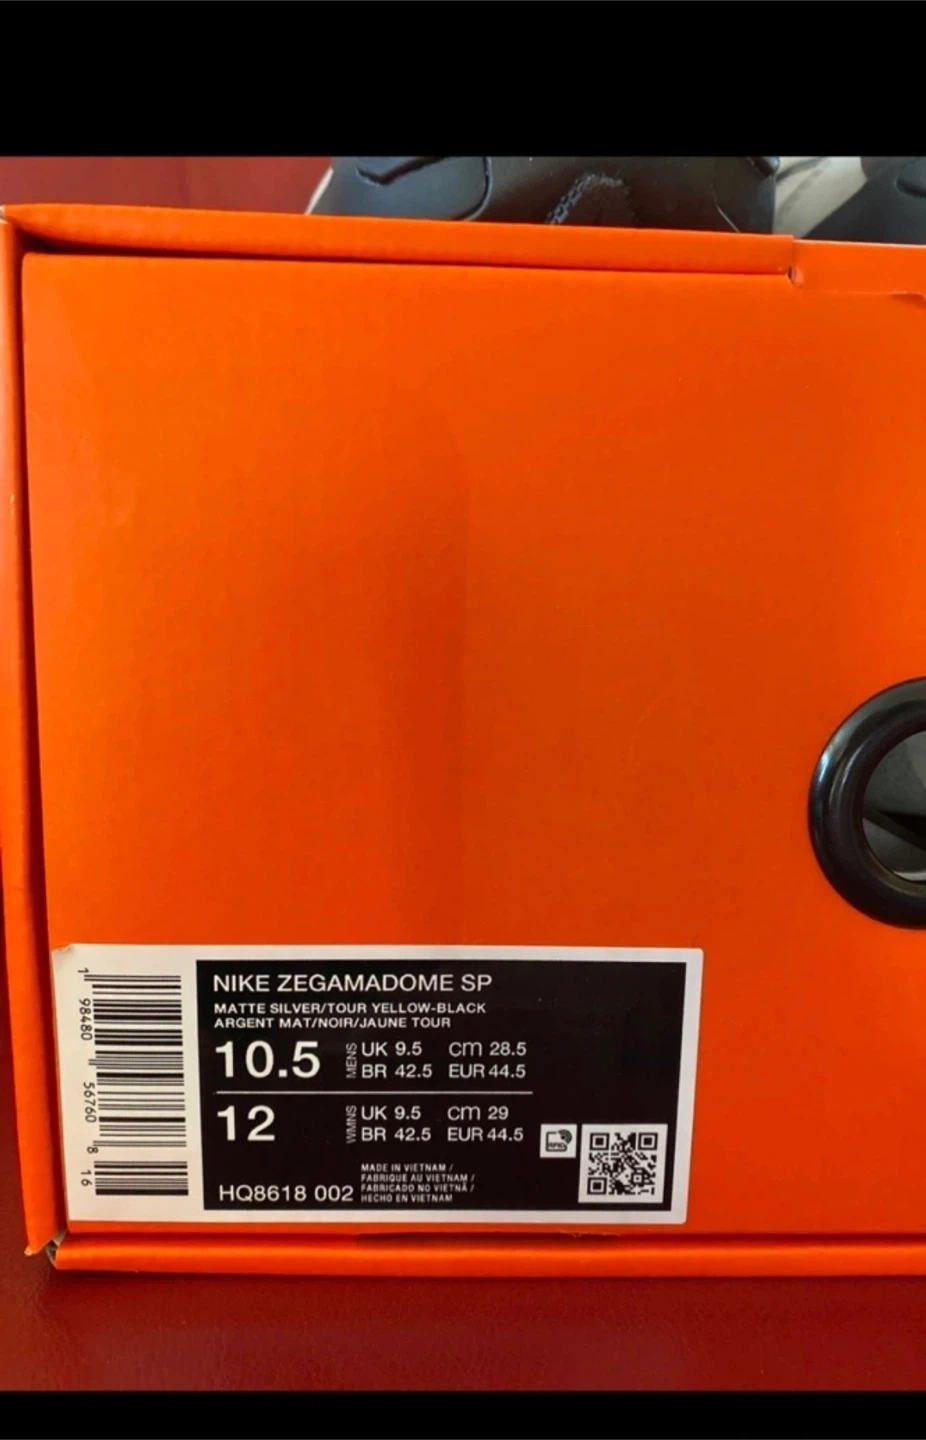 NIKE ZEGAMADOME SP
MATTE SILVER/TOUR YELLOW-BLACK
ARGENT MAT/NOIR/JAUNE TOUR
10.5 MENS UK 9.5 cm 28.5
BR 42.5 EUR 44.5
12 WMNS UK 9.5 cm 29
BR 42.5 EUR 44.5
MADE IN VIETNAM /
FABRIQUE AU VIETNAM /
FABRICADO NO VIETNÃ /
HECHO EN VIETNAM
HQ8618 002
RFID
1 98480 56760 8 16